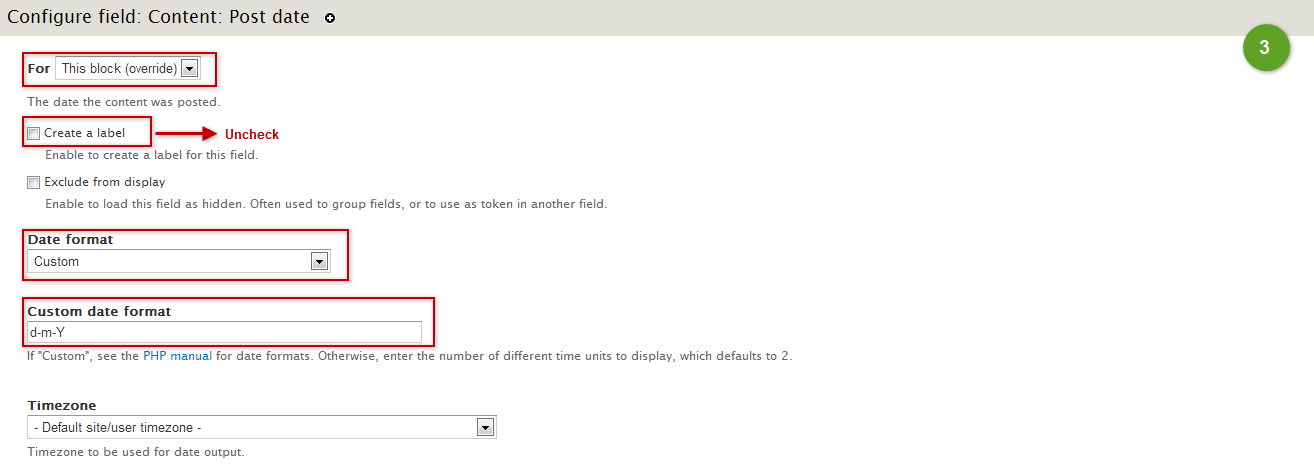 Configure field: Content: Post date
3
For This block (override)
The date the content was posted.
Create a label Uncheck
Enable to create a label for this field.
Exclude from display
Enable to load this field as hidden. Often used to group fields, or to use as token in another field.
Date format
Custom
Custom date format
d-m-Y
If "Custom", see the PHP manual for date formats. Otherwise, enter the number of different time units to display, which defaults to 2.
Timezone
- Default site/user timezone -
Timezone to be used for date output.